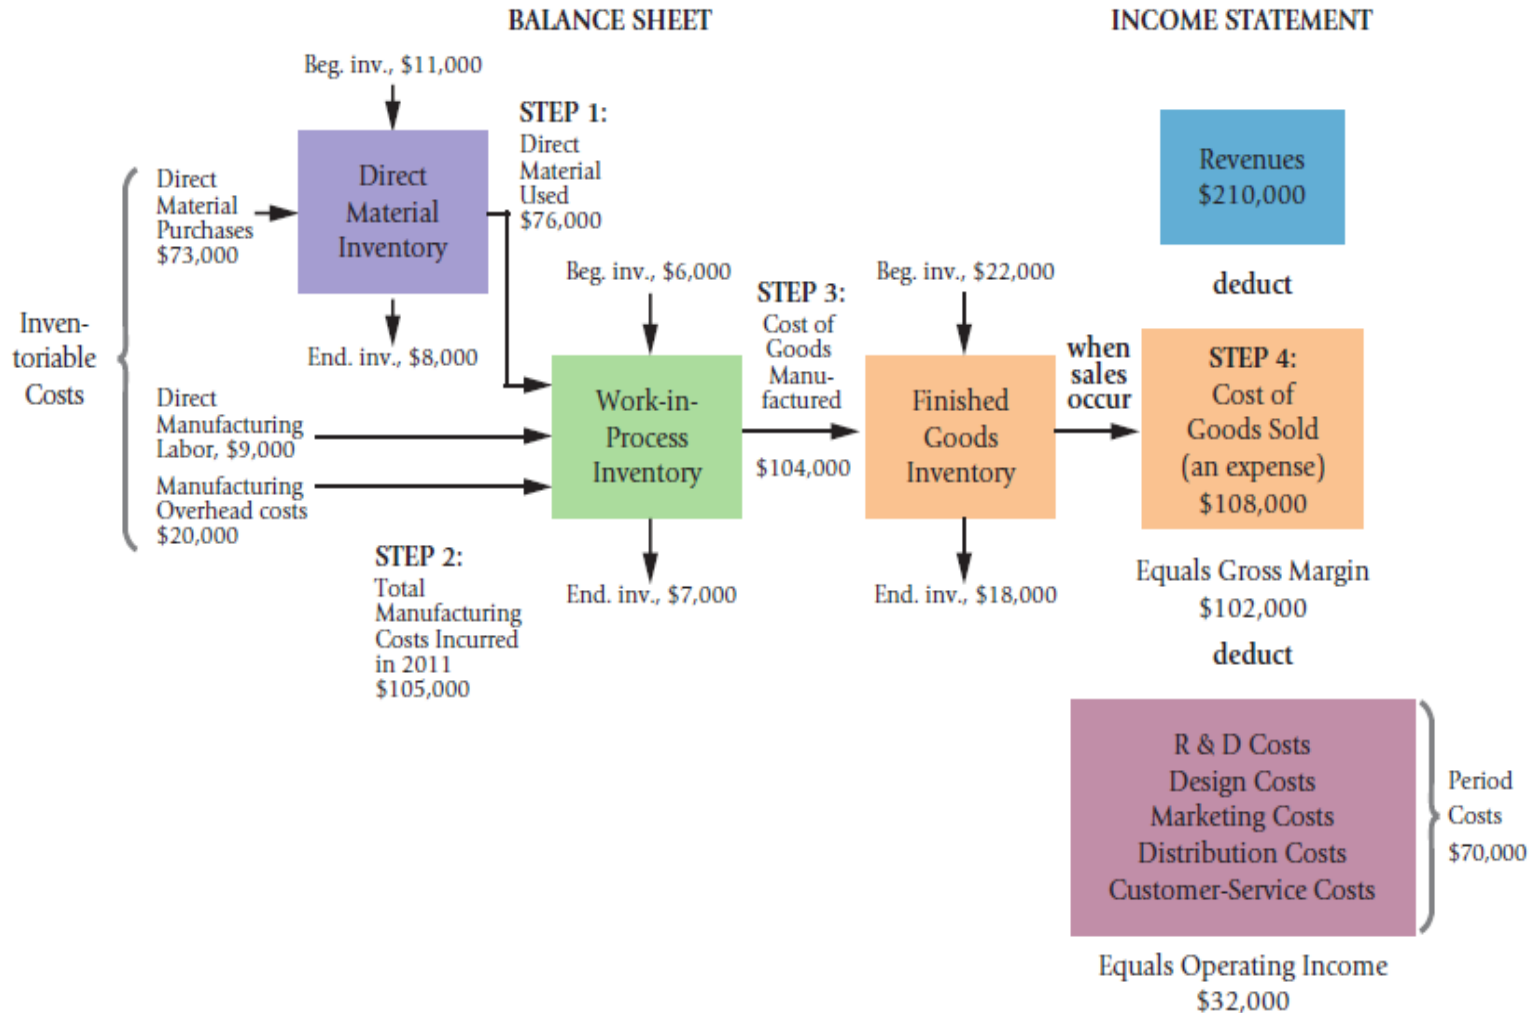 BALANCE SHEET
INCOME STATEMENT
Beg. inv., $11,000
STEP 1:
Direct
Material
Used
$76,000
Direct
Material
Purchases
$73,000
Direct
Material
Inventory
End. inv., $8,000
Inven-
toriable
Costs
Direct
Manufacturing
Labor, $9,000
Manufacturing
Overhead costs
$20,000
STEP 2:
Total
Manufacturing
Costs Incurred
in 2011
$105,000
Beg. inv., $6,000
Work-in-
Process
Inventory
End. inv., $7,000
STEP 3:
Cost of
Goods
Manu-
factured
$104,000
Beg. inv., $22,000
Finished
Goods
Inventory
End. inv., $18,000
when
sales
occur
Revenues
$210,000
deduct
STEP 4:
Cost of
Goods Sold
(an expense)
$108,000
Equals Gross Margin
$102,000
deduct
R & D Costs
Design Costs
Marketing Costs
Distribution Costs
Customer-Service Costs
Period
Costs
$70,000
Equals Operating Income
$32,000